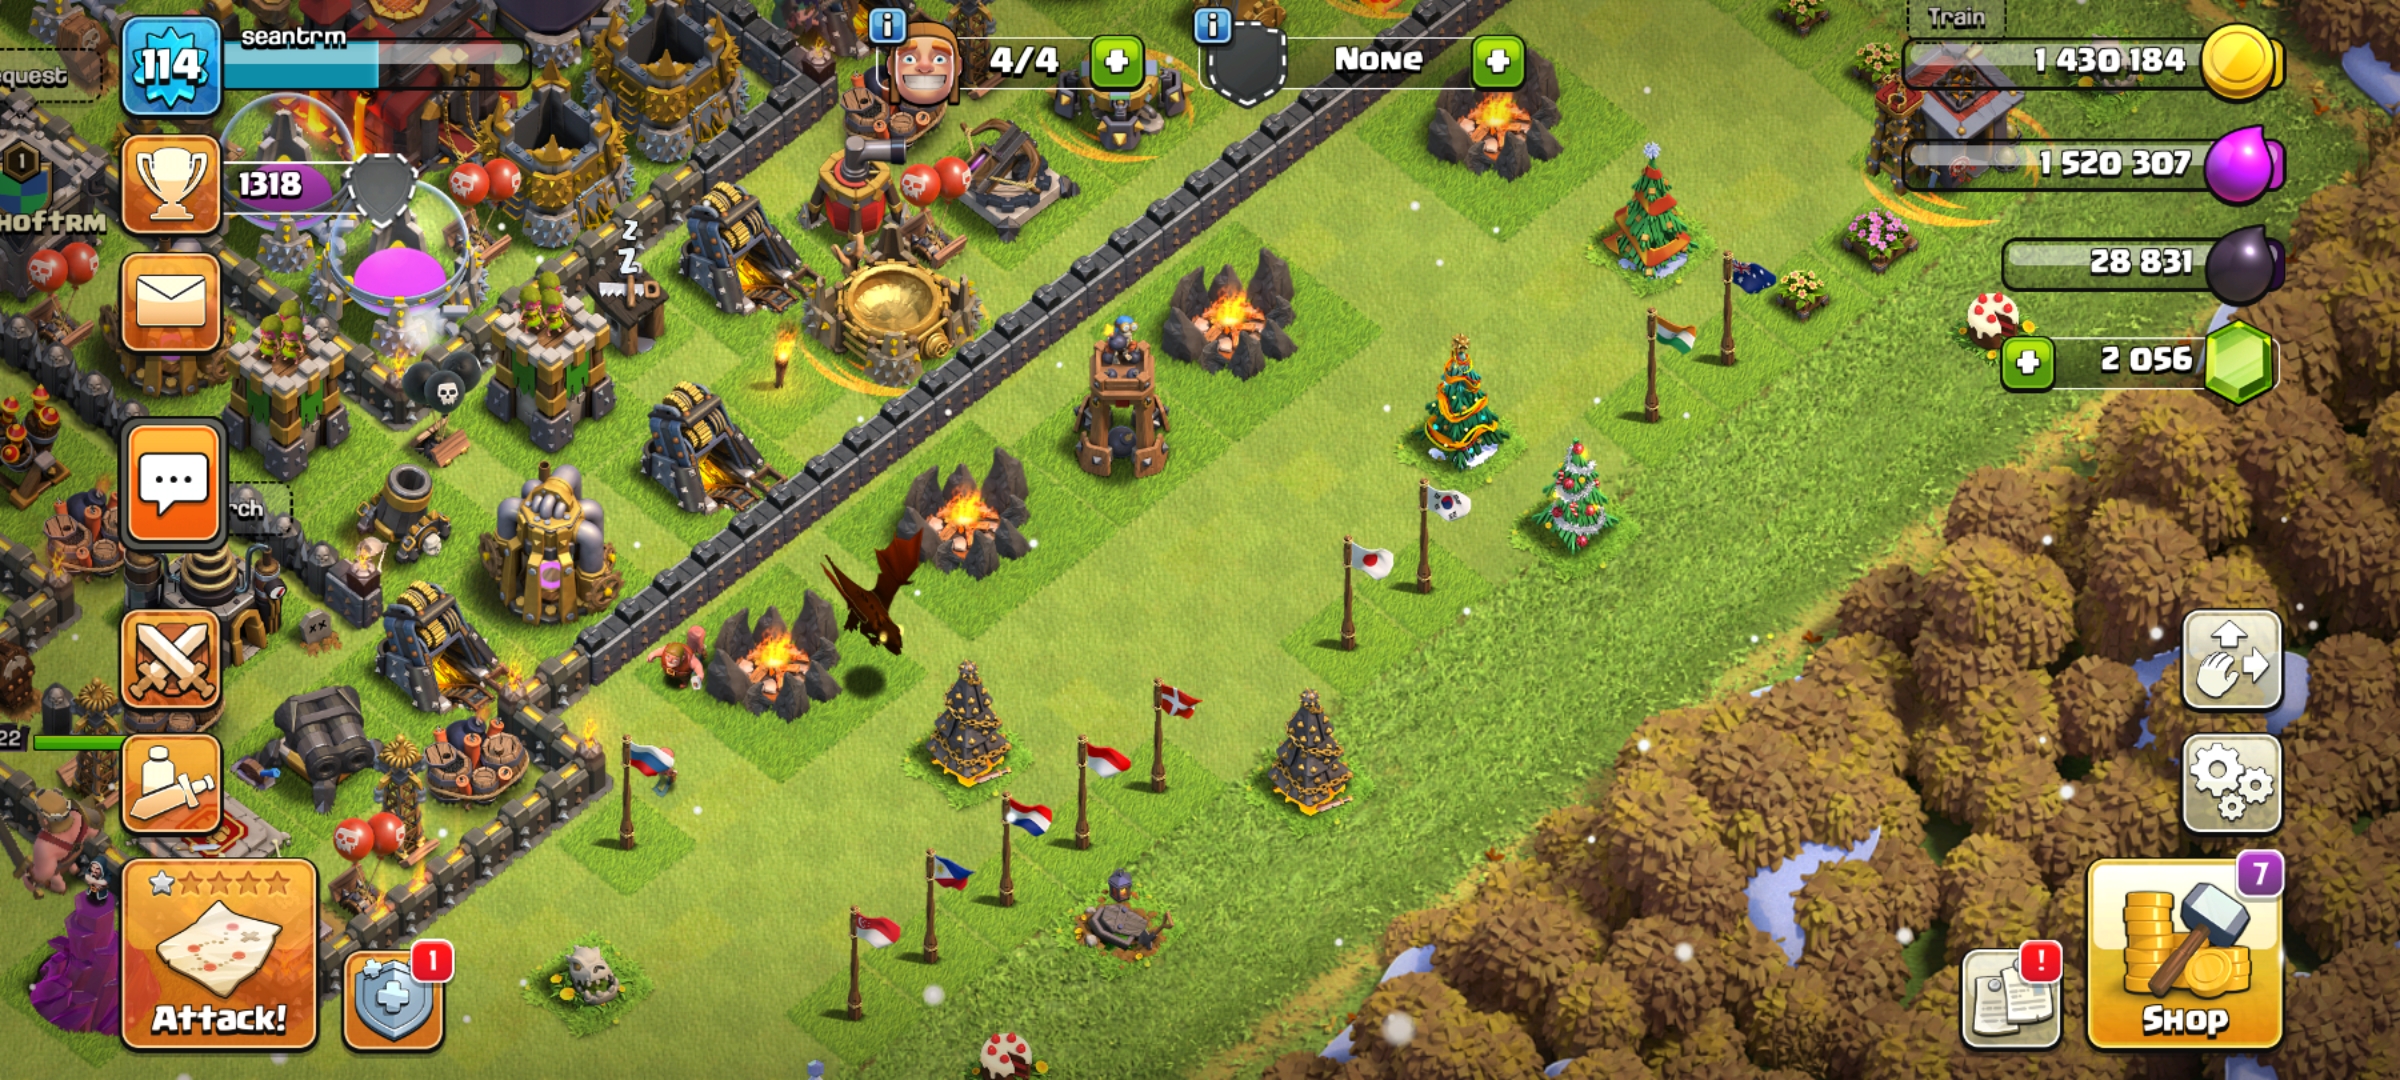 Train
seantrm
114
4/4
None
1 430 184
quest
1
1318
1 520 307
HOFTRM
z
z
28 831
2 056
rch
22
7
1
!
Attack!
Shop